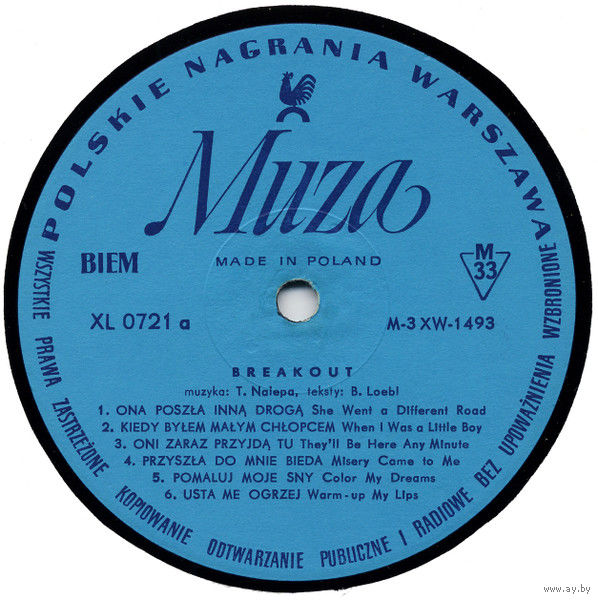 POLSKIE NAGRANIA WARSZAWA
Muza
MADE IN POLAND
BIEM
M
33
XL 0721 a
M-3 XW-1493
BREAKOUT
muzyka: T. Nalepa, teksty: B. Loebl
1. ONA POSZŁA INNĄ DROGĄ She Went a Different Road
2. KIEDY BYŁEM MAŁYM CHŁOPCEM When I Was a Little Boy
3. ONI ZARAZ PRZYJDĄ TU They'll Be Here Any Minute
4. PRZYSZŁA DO MNIE BIEDA Misery Came to Me
5. POMALUJ MOJE SNY Color My Dreams
6. USTA ME OGRZEJ Warm-up My Lips
WSZYSTKIE PRAWA ZASTRZEŻONE KOPIOWANIE ODTWARZANIE PUBLICZNE I RADIOWE BEZ UPOWAŻNIENIA WZBRONIONE
www.ay.by